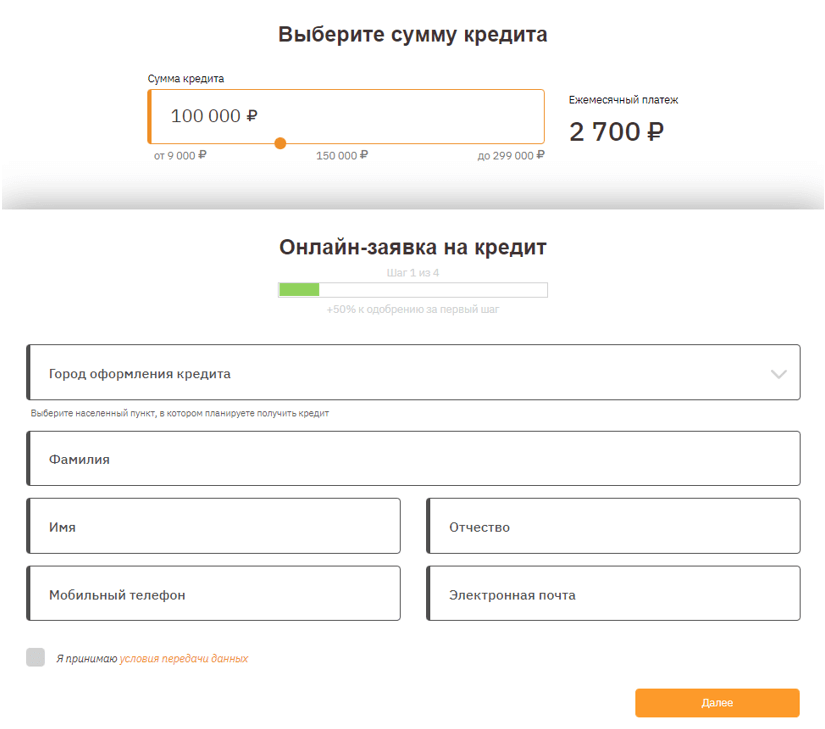 Выберите сумму кредита
Сумма кредита
100 000 ₽
от 9 000 ₽ 150 000 ₽ до 299 000 ₽
Ежемесячный платеж
2 700 ₽
Онлайн-заявка на кредит
Шаг 1 из 4
+50% к одобрению за первый шаг
Город оформления кредита
Выберите населенный пункт, в котором планируете получить кредит
Фамилия
Имя
Отчество
Мобильный телефон
Электронная почта
Я принимаю условия передачи данных
Далее